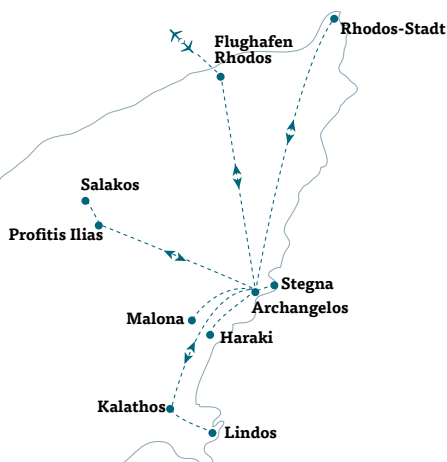 Flughafen
Rhodos
Rhodos-Stadt
Salakos
Profitis Ilias
Stegna
Archangelos
Malona
Haraki
Kalathos
Lindos